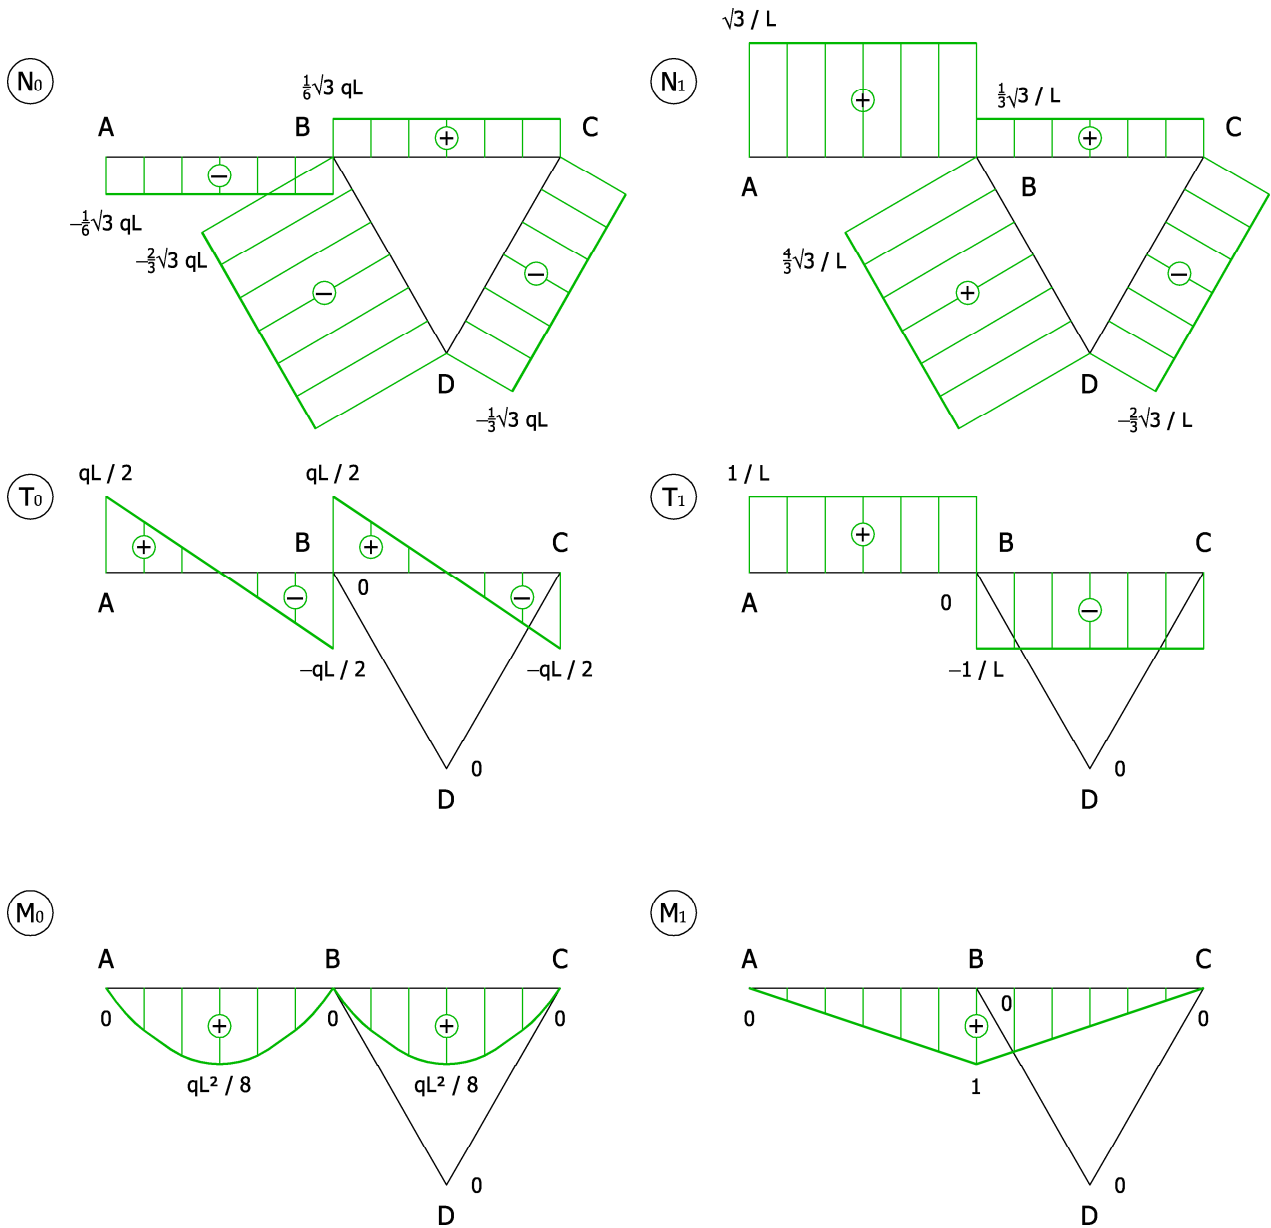 √3 / L
N₀
⅙√3 qL
N₁
⅓√3 / L
A
B
+
C
+
+
C
−
A
B
−⅙√3 qL
−⅔√3 qL
4/3√3 / L
−
−
+
−
D
D
−⅓√3 qL
−⅔√3 / L
qL / 2
qL / 2
1 / L
T₀
T₁
B
C
+
B
C
+
+
A
−
0
−
A
0
−
−qL / 2
−qL / 2
−1 / L
0
0
D
D
M₀
M₁
A
B
C
A
B
C
0
+
0
+
0
0
+
0
0
qL² / 8
qL² / 8
1
0
0
D
D